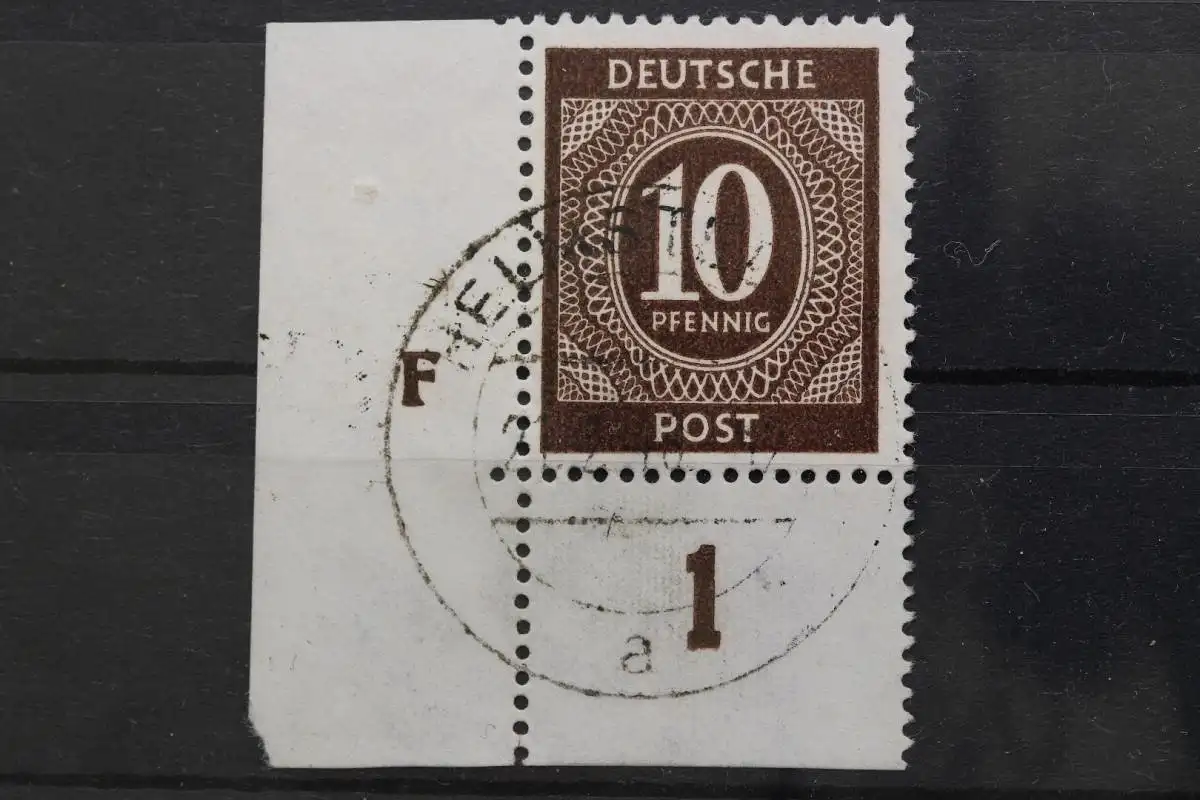 DEUTSCHE
10
PFENNIG
POST
F
1
a